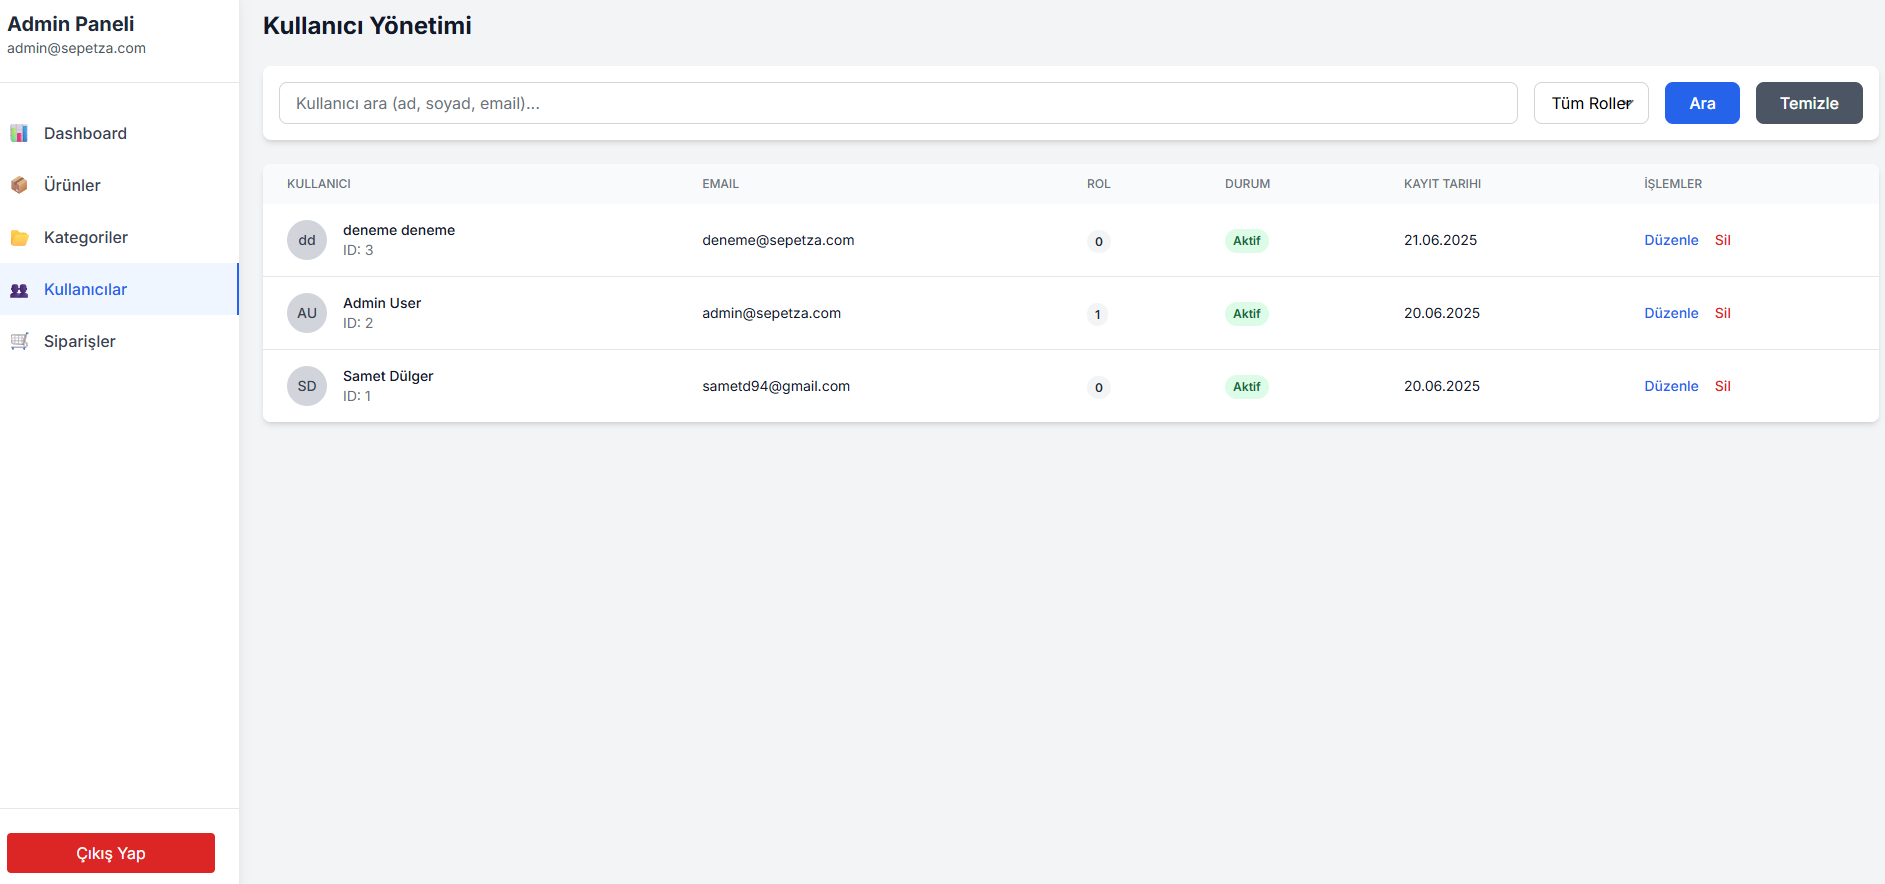 Admin Paneli
admin@sepetza.com
Dashboard
Ürünler
Kategoriler
Kullanıcılar
Siparişler
Çıkış Yap
Kullanıcı Yönetimi
Kullanıcı ara (ad, soyad, email)... Tüm Roller Ara Temizle
KULLANICI EMAIL ROL DURUM KAYIT TARIHI İŞLEMLER
dd deneme deneme deneme@sepetza.com 0 Aktif 21.06.2025 Düzenle Sil
ID: 3
AU Admin User admin@sepetza.com 1 Aktif 20.06.2025 Düzenle Sil
ID: 2
SD Samet Dülger sametd94@gmail.com 0 Aktif 20.06.2025 Düzenle Sil
ID: 1